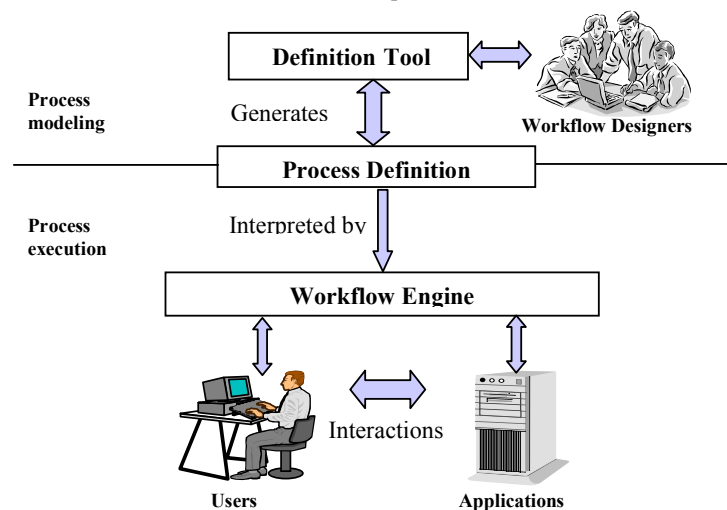 Definition Tool
Process
modeling
Generates
Workflow Designers
Process Definition
Process
execution
Interpreted by
Workflow Engine
Interactions
Users
Applications